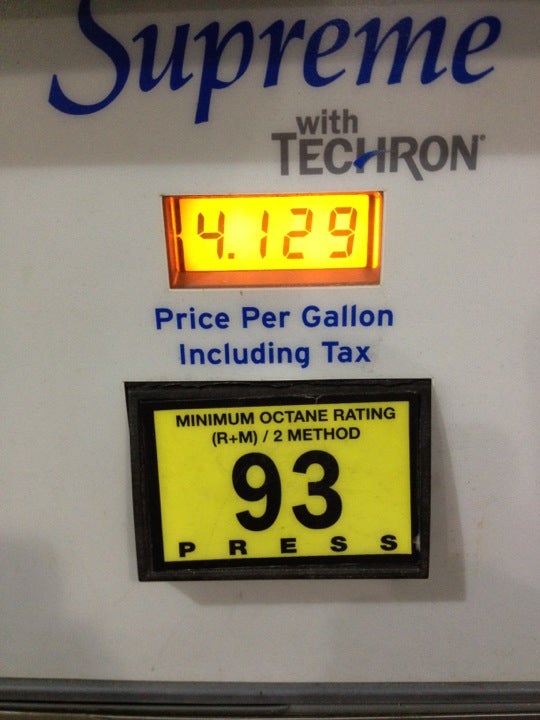 Supreme
with
TECHRON
4.129
Price Per Gallon
Including Tax
MINIMUM OCTANE RATING
(R+M) / 2 METHOD
93
PRESS